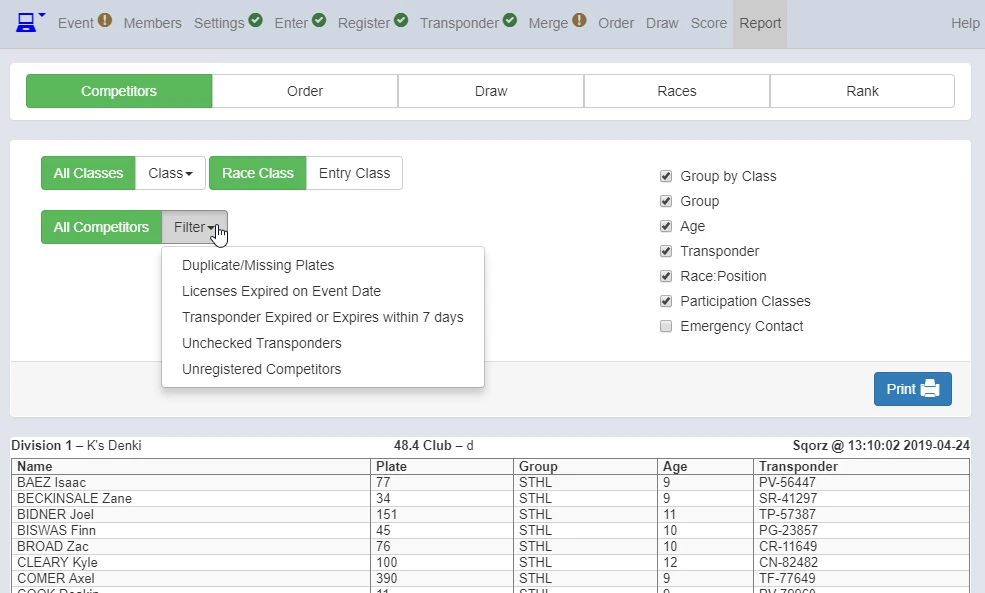 Event Members Settings Enter Register Transponder Merge Order Draw Score Report Help
Competitors Order Draw Races Rank
All Classes Class Race Class Entry Class
All Competitors Filter
Duplicate/Missing Plates
Licenses Expired on Event Date
Transponder Expired or Expires within 7 days
Unchecked Transponders
Unregistered Competitors
Group by Class
Group
Age
Transponder
Race:Position
Participation Classes
Emergency Contact
Print
Division 1 – K's Denki 48.4 Club – d Sqorz @ 13:10:02 2019-04-24
Name Plate Group Age Transponder
BAEZ Isaac 77 STHL 9 PV-56447
BECKINSALE Zane 34 STHL 9 SR-41297
BIDNER Joel 151 STHL 11 TP-57387
BISWAS Finn 45 STHL 10 PG-23857
BROAD Zac 76 STHL 10 CR-11649
CLEARY Kyle 100 STHL 12 CN-82482
COMER Axel 390 STHL 9 TF-77649